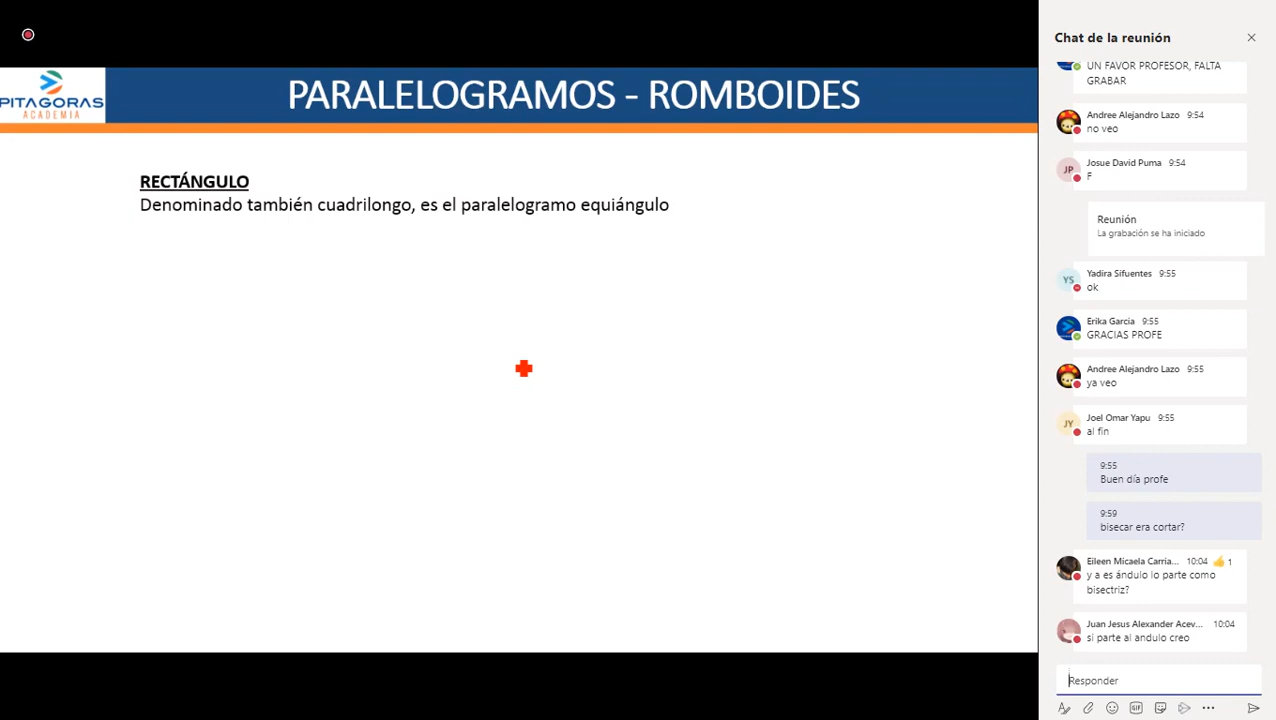 PITAGORAS
ACADEMIA
PARALELOGRAMOS - ROMBOIDES
RECTÁNGULO
Denominado también cuadrilongo, es el paralelogramo equiángulo
Chat de la reunión
UN FAVOR PROFESOR, FALTA
GRABAR
Andree Alejandro Lazo 9:54
no veo
JP
Josue David Puma 9:54
F
Reunión
La grabación se ha iniciado
YS
Yadira Sifuentes 9:55
ok
Erika Garcia 9:55
GRACIAS PROFE
Andree Alejandro Lazo 9:55
ya veo
JY
Joel Omar Yapu 9:55
al fin
9:55
Buen día profe
9:59
bisecar era cortar?
Eileen Micaela Carria... 10:04 1
y a es ándulo lo parte como
bisectriz?
Juan Jesus Alexander Acev... 10:04
si parte al andulo creo
Responder
GIF